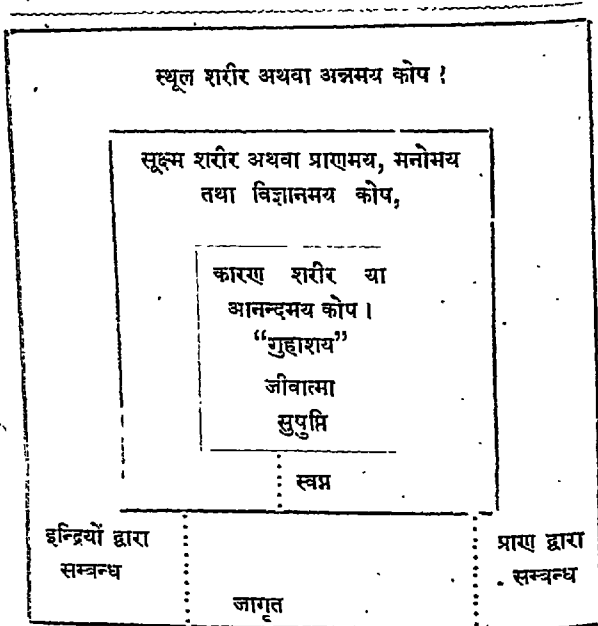 स्थूल शरीर अथवा अन्नमय कोप ?
सूक्ष्म शरीर अथवा प्राणमय, मनोमय
तथा विज्ञानमय कोप,
कारण शरीर या
आनन्दमय कोप ।
“गुहाशय”
जीवात्मा
सुपुप्ति
स्वप्न
इन्द्रियों द्वारा
सम्बन्ध
प्राण द्वारा
सम्बन्ध
जागृत